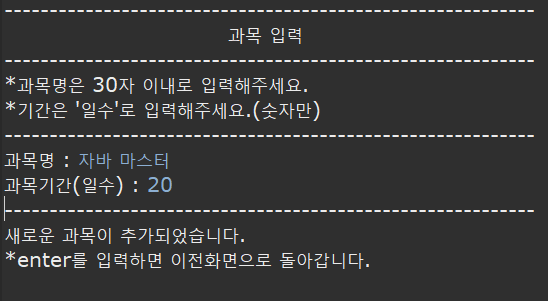 ------------------------------------------------------------
과목 입력
------------------------------------------------------------
*과목명은 30자 이내로 입력해주세요.
*기간은 '일수'로 입력해주세요.(숫자만)
------------------------------------------------------------
과목명 : 자바 마스터
과목기간(일수) : 20
------------------------------------------------------------
새로운 과목이 추가되었습니다.
*enter를 입력하면 이전화면으로 돌아갑니다.